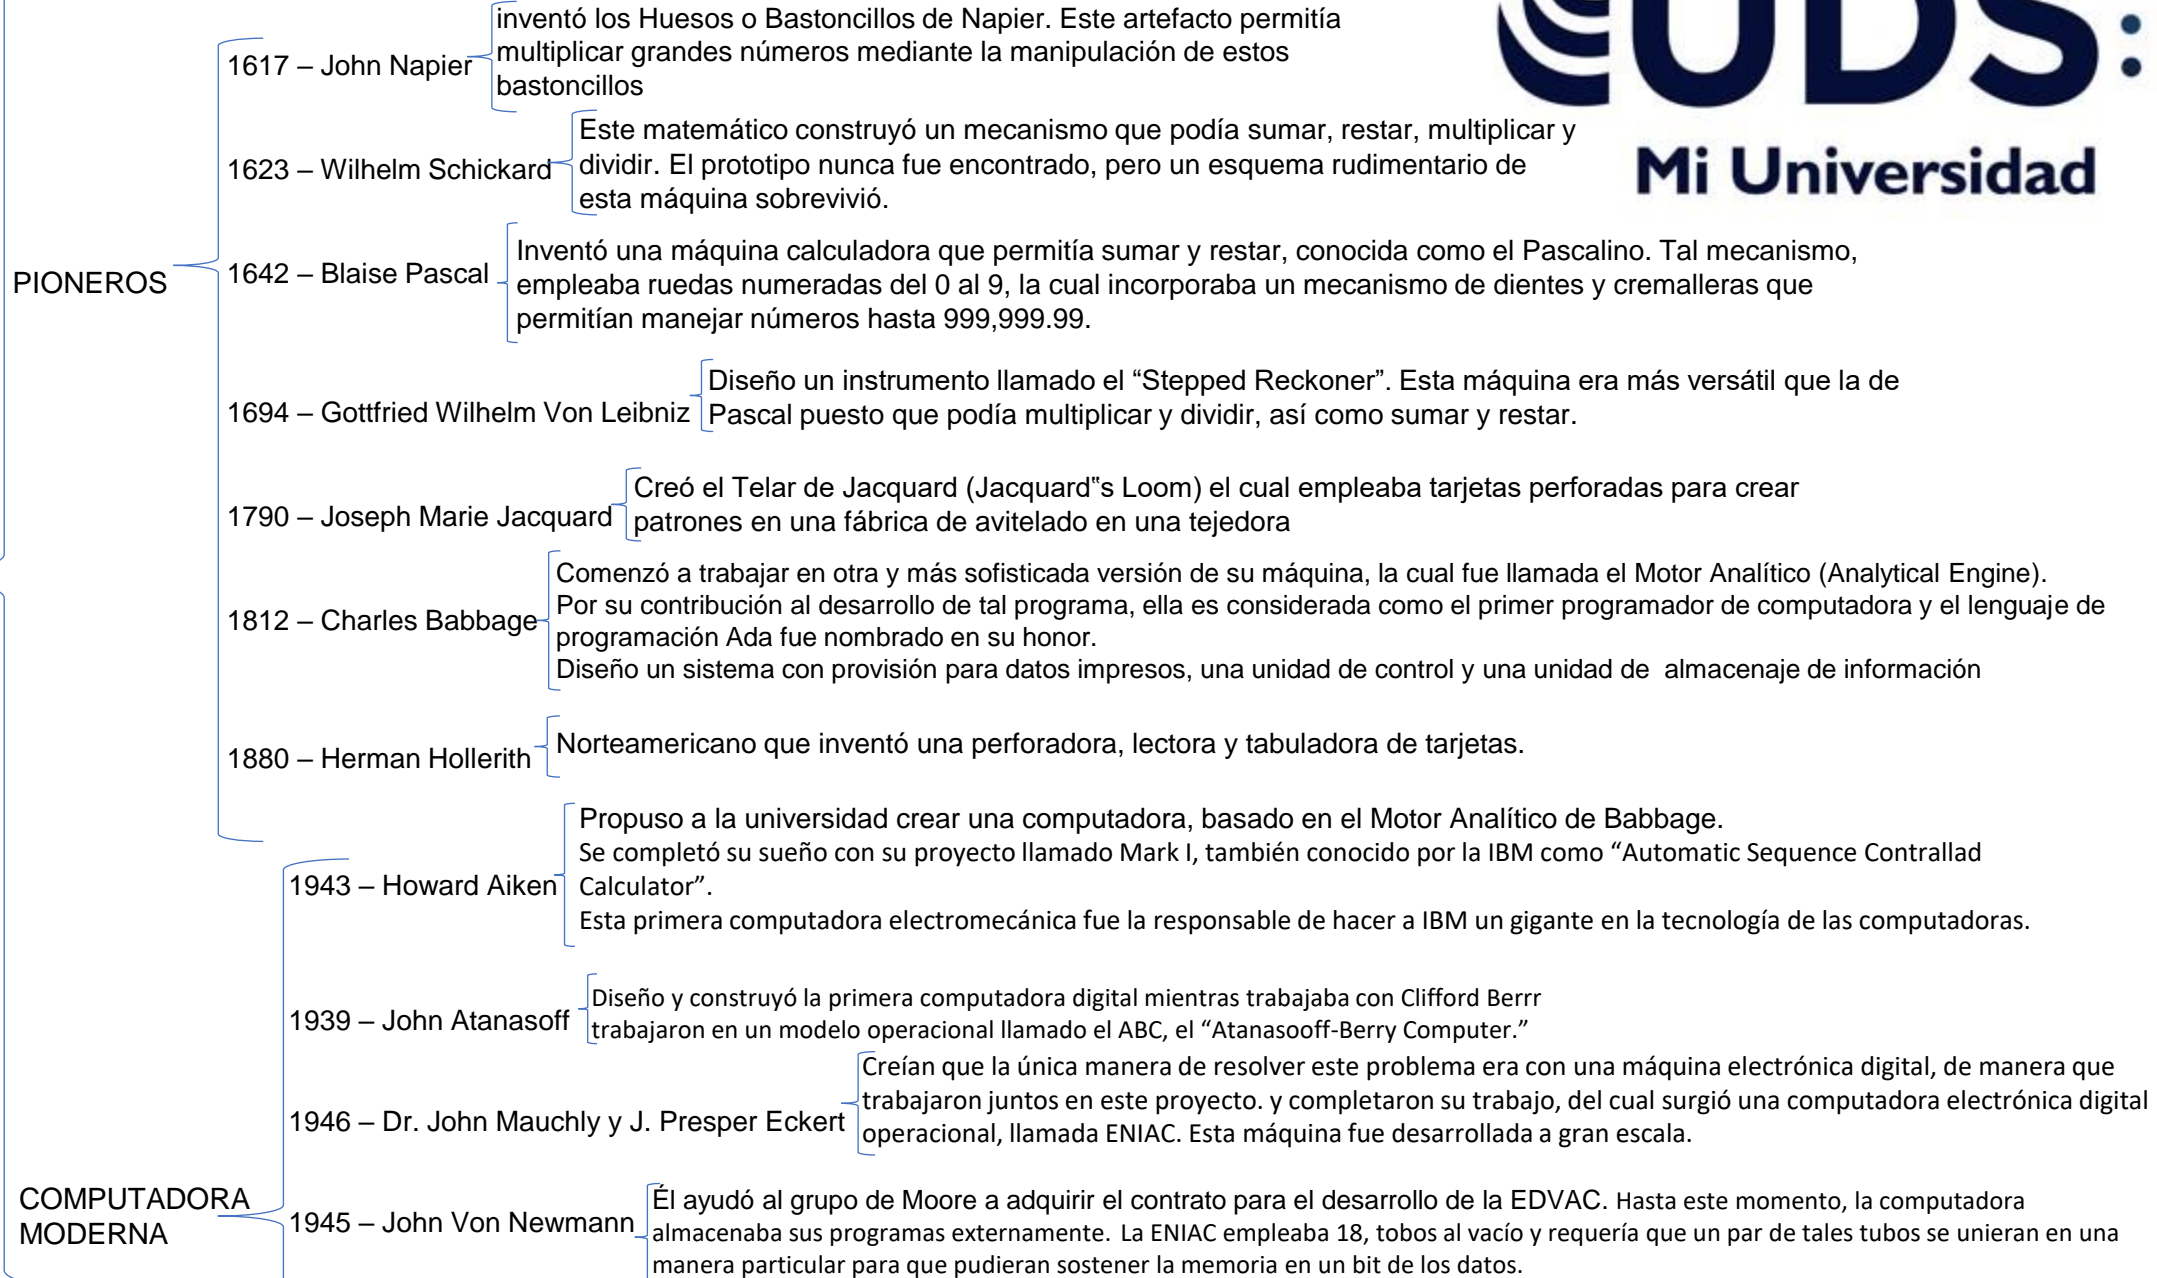 UDS:
Mi Universidad
PIONEROS
1617 – John Napier
inventó los Huesos o Bastoncillos de Napier. Este artefacto permitía
multiplicar grandes números mediante la manipulación de estos
bastoncillos
1623 – Wilhelm Schickard
Este matemático construyó un mecanismo que podía sumar, restar, multiplicar y
dividir. El prototipo nunca fue encontrado, pero un esquema rudimentario de
esta máquina sobrevivió.
1642 – Blaise Pascal
Inventó una máquina calculadora que permitía sumar y restar, conocida como el Pascalino. Tal mecanismo,
empleaba ruedas numeradas del 0 al 9, la cual incorporaba un mecanismo de dientes y cremalleras que
permitían manejar números hasta 999,999.99.
1694 – Gottfried Wilhelm Von Leibniz
Diseño un instrumento llamado el “Stepped Reckoner”. Esta máquina era más versátil que la de
Pascal puesto que podía multiplicar y dividir, así como sumar y restar.
1790 – Joseph Marie Jacquard
Creó el Telar de Jacquard (Jacquard‟s Loom) el cual empleaba tarjetas perforadas para crear
patrones en una fábrica de avitelado en una tejedora
1812 – Charles Babbage
Comenzó a trabajar en otra y más sofisticada versión de su máquina, la cual fue llamada el Motor Analítico (Analytical Engine).
Por su contribución al desarrollo de tal programa, ella es considerada como el primer programador de computadora y el lenguaje de
programación Ada fue nombrado en su honor.
Diseño un sistema con provisión para datos impresos, una unidad de control y una unidad de almacenaje de información
1880 – Herman Hollerith
Norteamericano que inventó una perforadora, lectora y tabuladora de tarjetas.
COMPUTADORA
MODERNA
1943 – Howard Aiken
Propuso a la universidad crear una computadora, basado en el Motor Analítico de Babbage.
Se completó su sueño con su proyecto llamado Mark I, también conocido por la IBM como “Automatic Sequence Contrallad
Calculator”.
Esta primera computadora electromecánica fue la responsable de hacer a IBM un gigante en la tecnología de las computadoras.
1939 – John Atanasoff
Diseño y construyó la primera computadora digital mientras trabajaba con Clifford Berrr
trabajaron en un modelo operacional llamado el ABC, el “Atanasooff-Berry Computer.”
1946 – Dr. John Mauchly y J. Presper Eckert
Creían que la única manera de resolver este problema era con una máquina electrónica digital, de manera que
trabajaron juntos en este proyecto. y completaron su trabajo, del cual surgió una computadora electrónica digital
operacional, llamada ENIAC. Esta máquina fue desarrollada a gran escala.
1945 – John Von Newmann
Él ayudó al grupo de Moore a adquirir el contrato para el desarrollo de la EDVAC. Hasta este momento, la computadora
almacenaba sus programas externamente. La ENIAC empleaba 18, tobos al vacío y requería que un par de tales tubos se unieran en una
manera particular para que pudieran sostener la memoria en un bit de los datos.